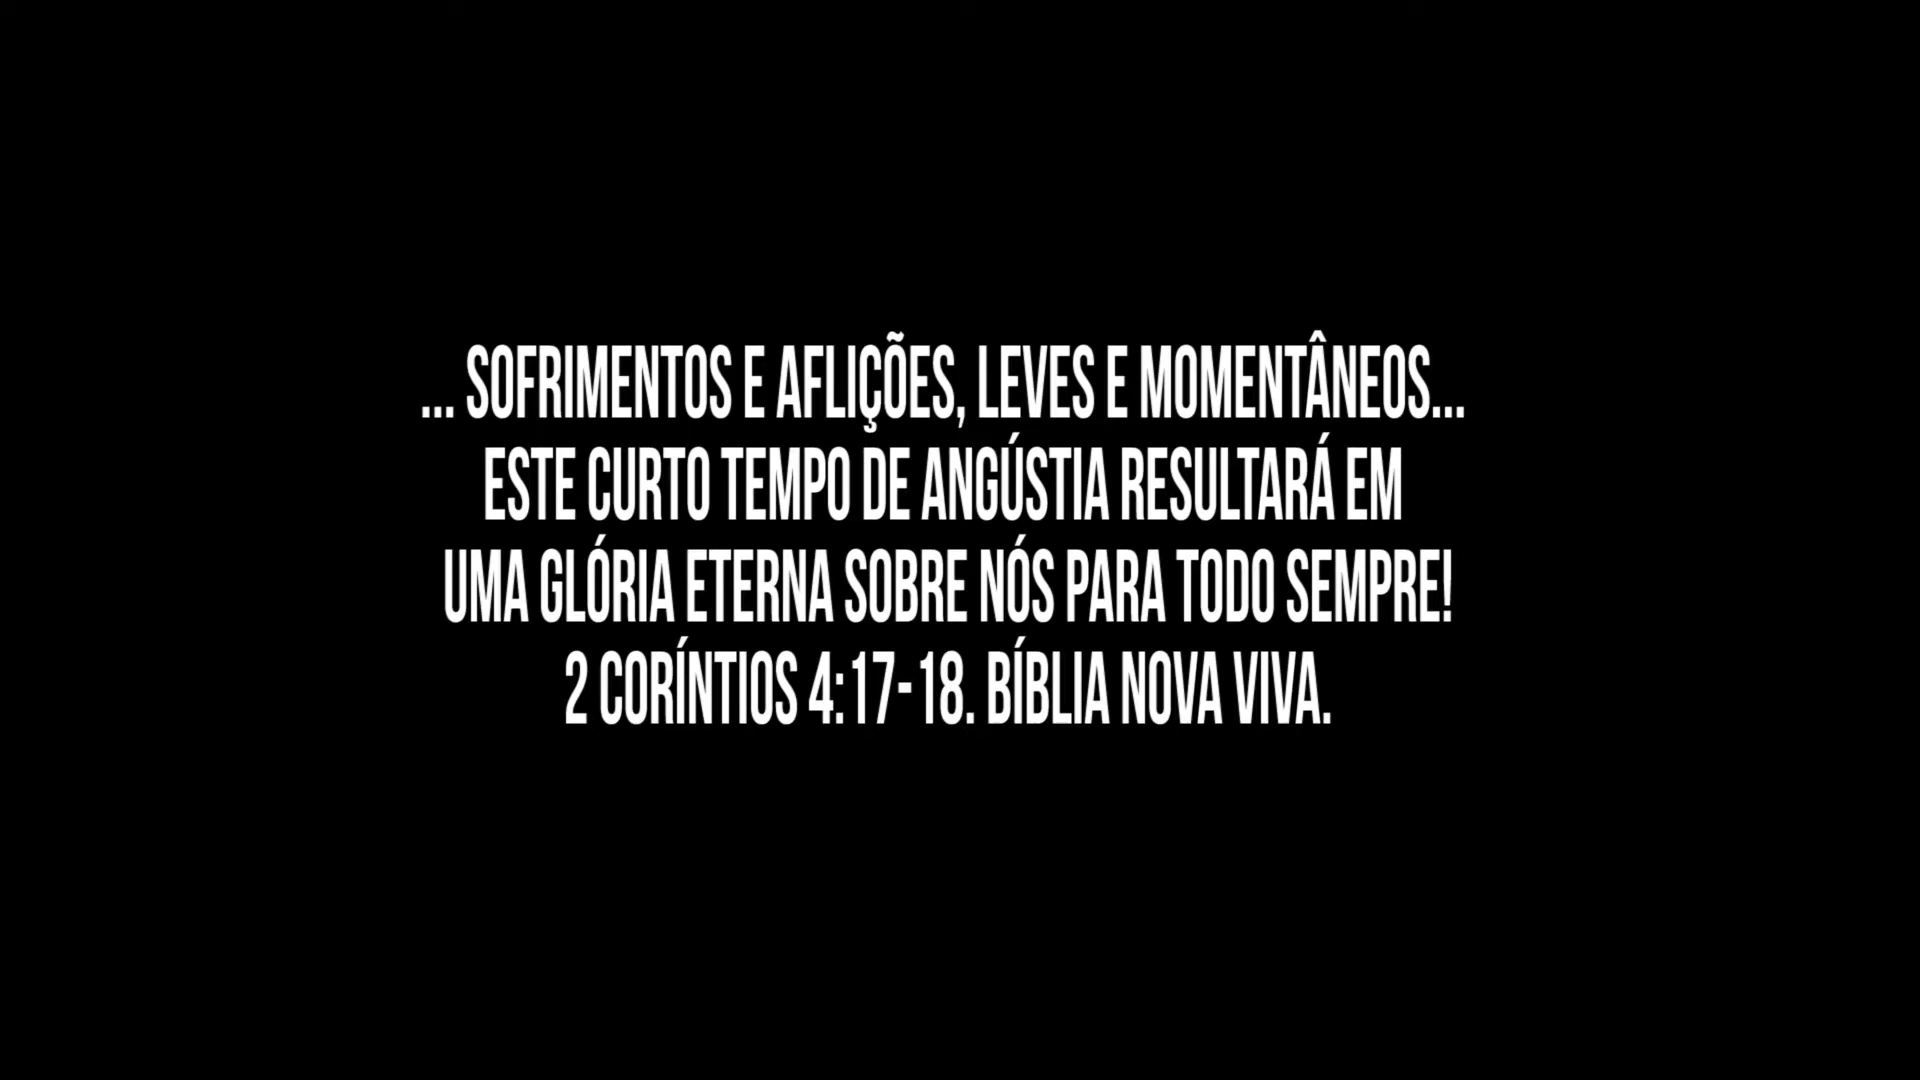 ... SOFRIMENTOS E AFLIÇÕES, LEVES E MOMENTÂNEOS...
ESTE CURTO TEMPO DE ANGÚSTIA RESULTARÁ EM
UMA GLÓRIA ETERNA SOBRE NÓS PARA TODO SEMPRE!
2 CORÍNTIOS 4:17-18. BÍBLIA NOVA VIVA.